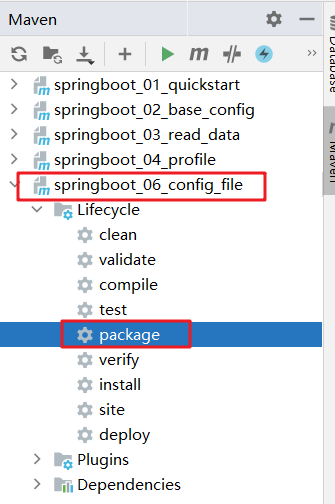 Maven
springboot_01_quickstart
springboot_02_base_config
springboot_03_read_data
springboot_04_profile
springboot_06_config_file
Lifecycle
clean
validate
compile
test
package
verify
install
site
deploy
Plugins
Dependencies
Database
Maven